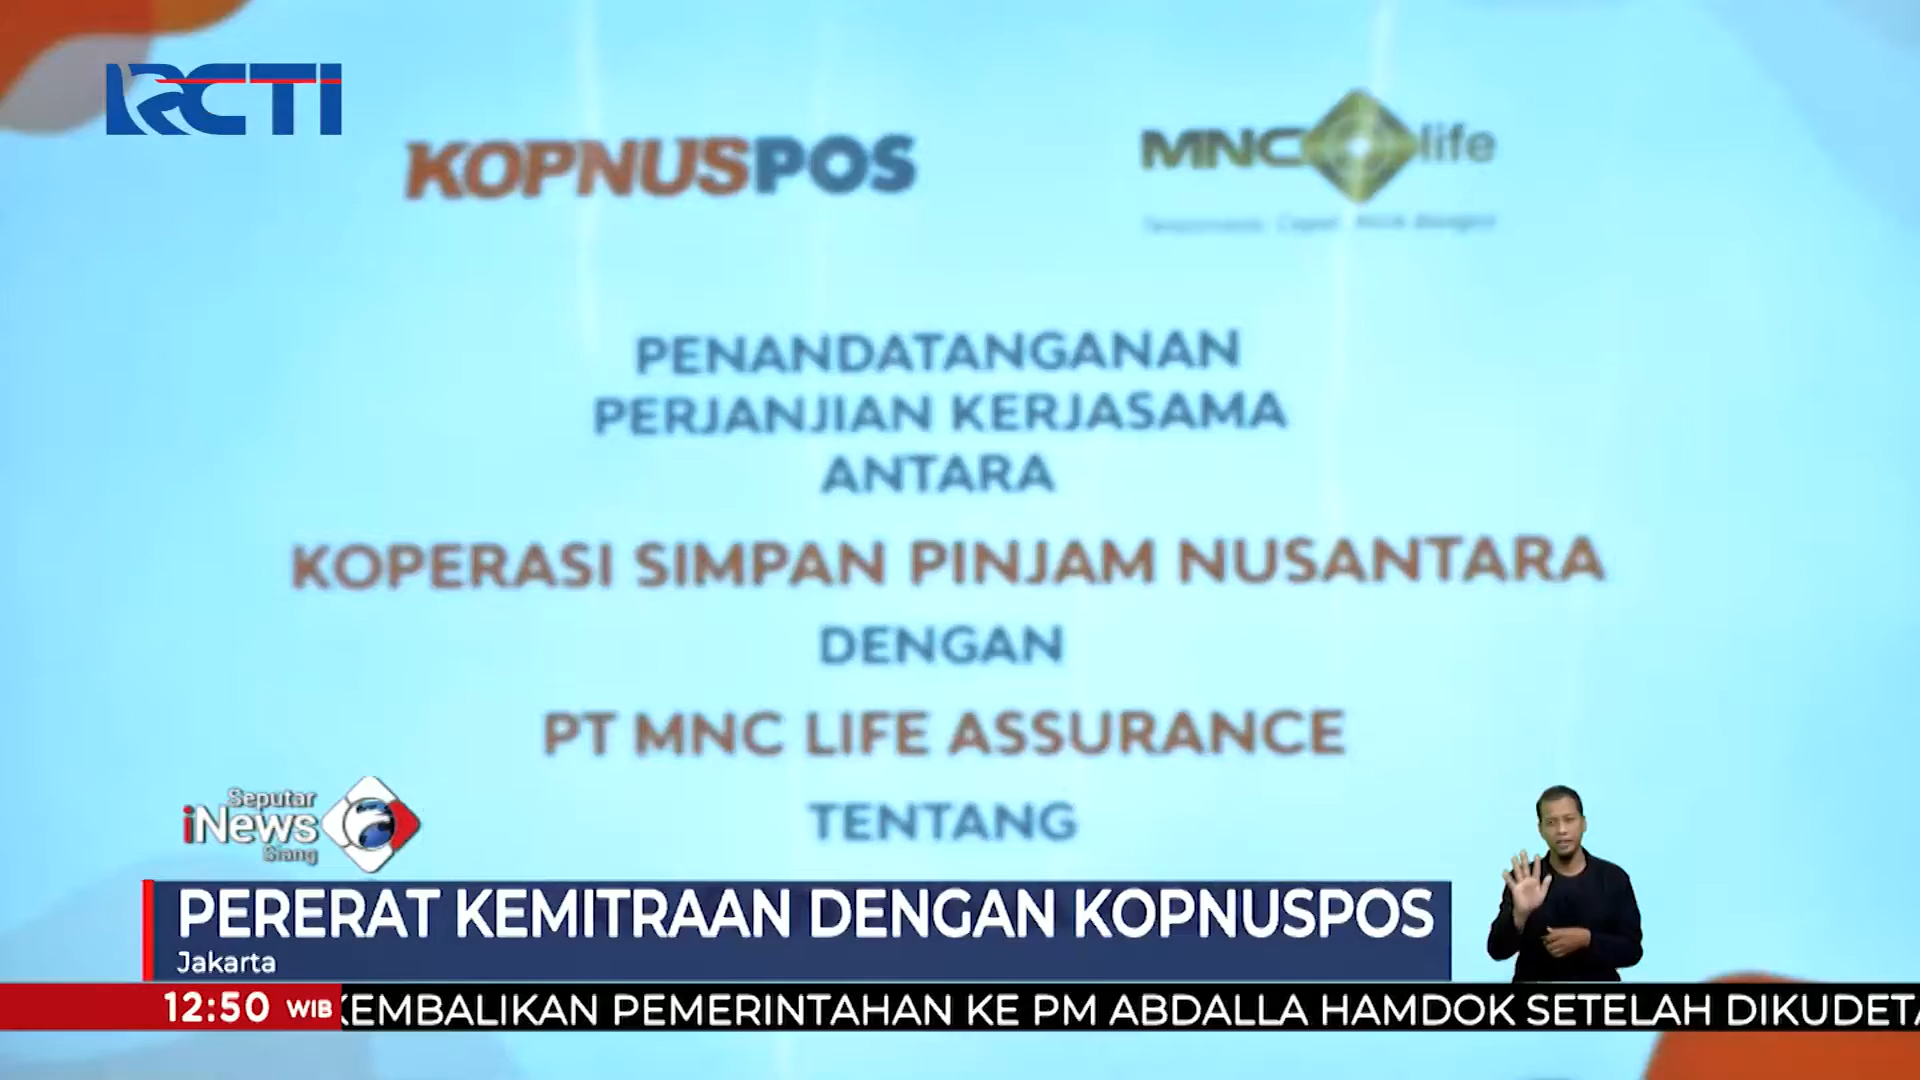 RCTI
KOPNUSPOS
MNC life
PENANDATANGANAN
PERJANJIAN KERJASAMA
ANTARA
KOPERASI SIMPAN PINJAM NUSANTARA
DENGAN
PT MNC LIFE ASSURANCE
TENTANG
Seputar
iNews
Siang
PERERAT KEMITRAAN DENGAN KOPNUSPOS
Jakarta
12:50 WIB KEMBALIKAN PEMERINTAHAN KE PM ABDALLA HAMDOK SETELAH DIKUDETA